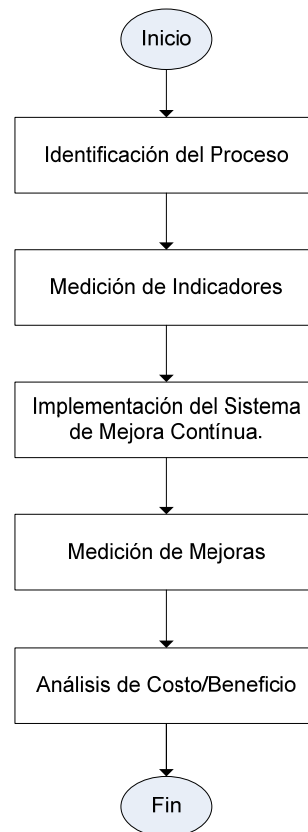 Inicio
Identificación del Proceso
Medición de Indicadores
Implementación del Sistema
de Mejora Contínua.
Medición de Mejoras
Análisis de Costo/Beneficio
Fin